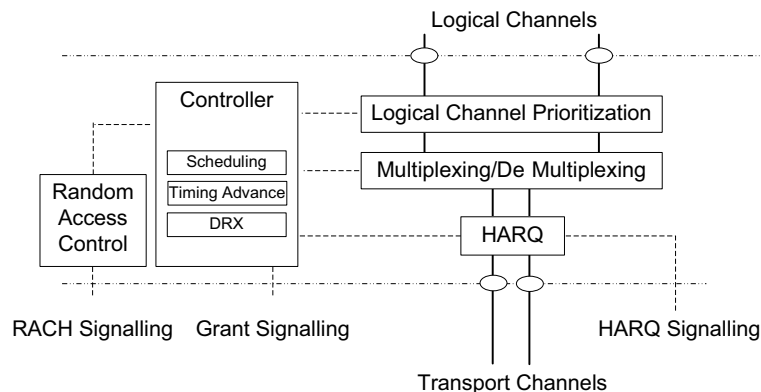 Logical Channels
Controller
Logical Channel Prioritization
Scheduling
Multiplexing/De Multiplexing
Timing Advance
Random
Access
Control
DRX
HARQ
RACH Signalling
Grant Signalling
HARQ Signalling
Transport Channels